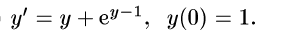 y′ = y + e^{y−1}, y(0) = 1.